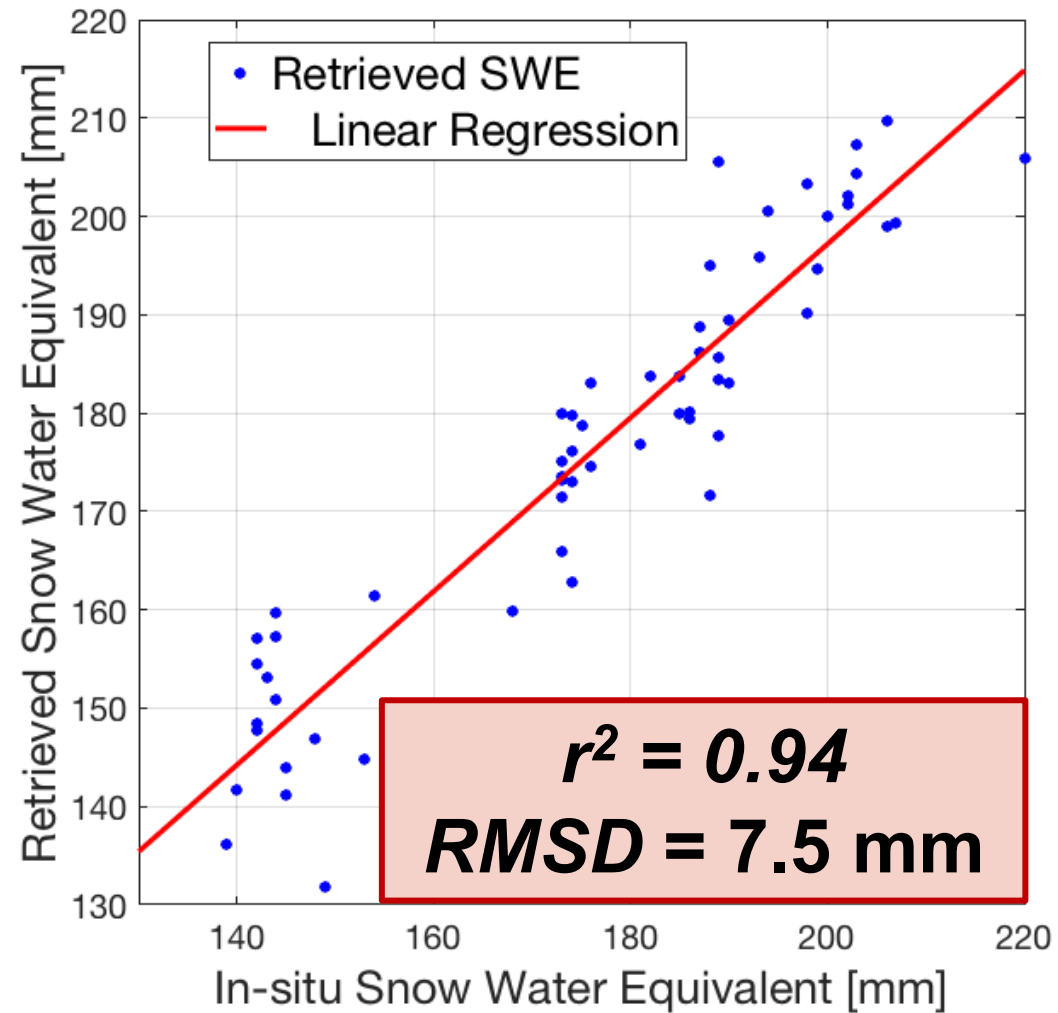 220
210
200
190
180
170
160
150
140
130
Retrieved Snow Water Equivalent [mm]
Retrieved SWE
Linear Regression
r² = 0.94
RMSD = 7.5 mm
140 160 180 200 220
In-situ Snow Water Equivalent [mm]